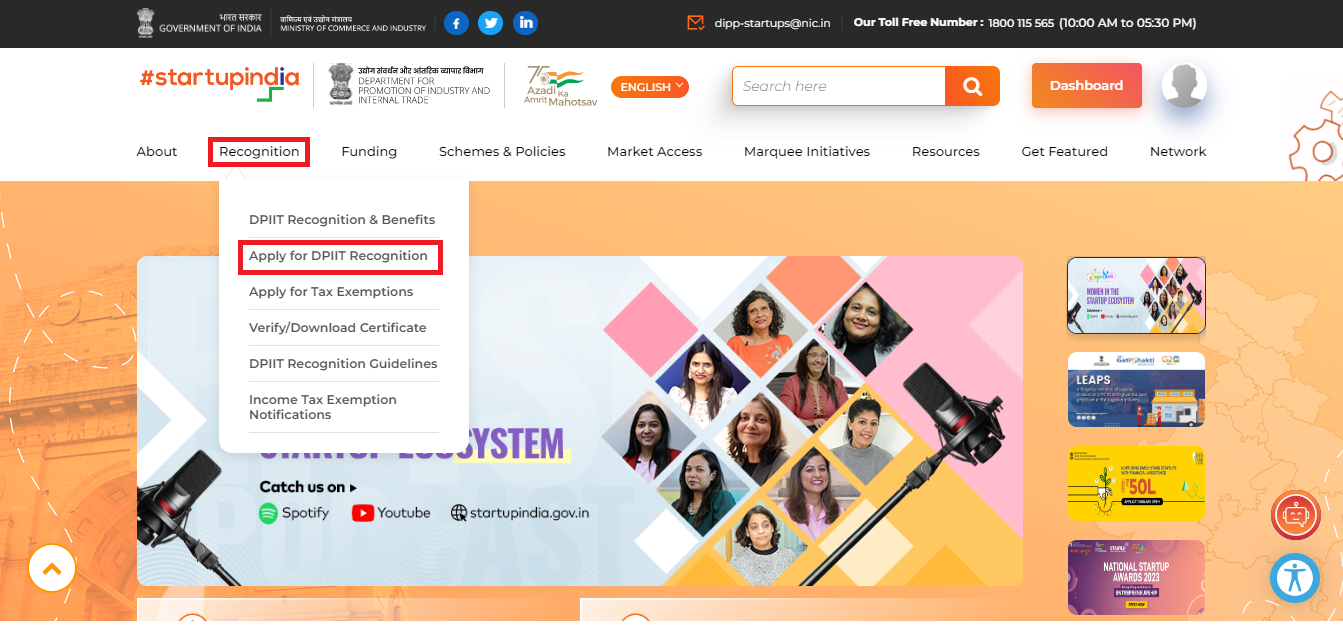 भारत सरकार
GOVERNMENT OF INDIA
वाणिज्य एवं उद्योग मंत्रालय
MINISTRY OF COMMERCE AND INDUSTRY
dipp-startups@nic.in
Our Toll Free Number : 1800 115 565 (10:00 AM to 05:30 PM)
#startupindia
उद्योग संवर्धन और आंतरिक व्यापार विभाग
DEPARTMENT FOR
PROMOTION OF INDUSTRY AND
INTERNAL TRADE
Azadi Ka
Amrit Mahotsav
ENGLISH
Search here
Dashboard
About
Recognition
Funding
Schemes & Policies
Market Access
Marquee Initiatives
Resources
Get Featured
Network
DPIIT Recognition & Benefits
Apply for DPIIT Recognition
Apply for Tax Exemptions
Verify/Download Certificate
DPIIT Recognition Guidelines
Income Tax Exemption
Notifications
STARTUP ECOSYSTEM
Catch us on
Spotify
Youtube
startupindia.gov.in
WOMEN IN THE
STARTUP ECOSYSTEM
LEAPS
50L
NATIONAL STARTUP
AWARDS 2023
ENTREPRENEURSHIP